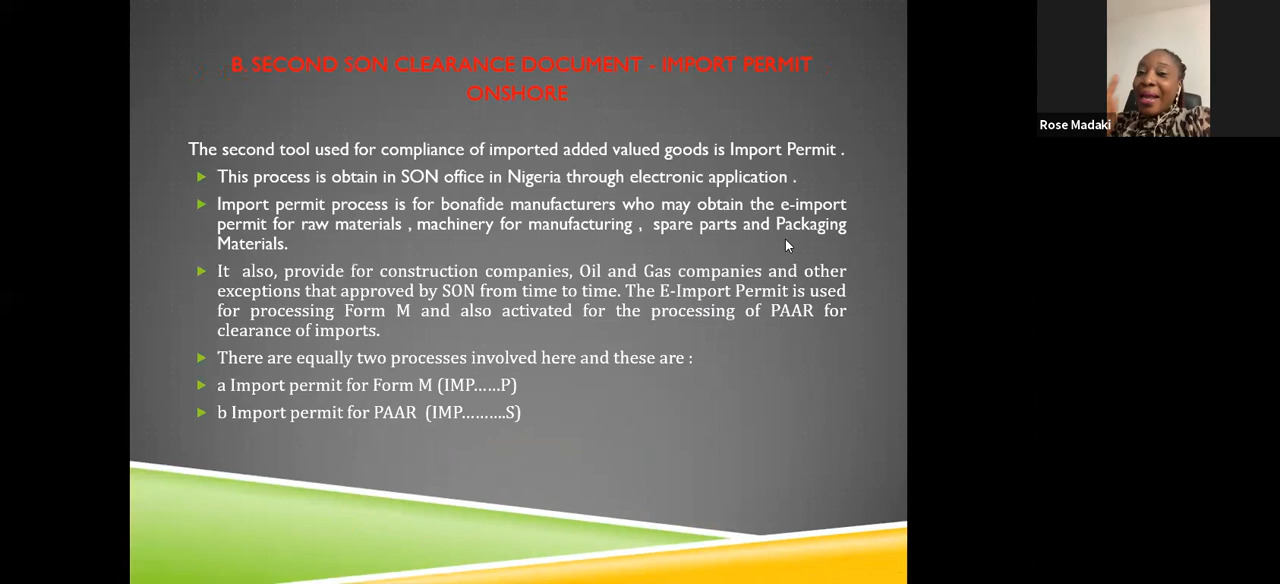 B. SECOND SON CLEARANCE DOCUMENT - IMPORT PERMIT
ONSHORE
Rose Madaki
The second tool used for compliance of imported added valued goods is Import Permit .
This process is obtain in SON office in Nigeria through electronic application .
Import permit process is for bonafide manufacturers who may obtain the e-import
permit for raw materials , machinery for manufacturing , spare parts and Packaging
Materials.
It also, provide for construction companies, Oil and Gas companies and other
exceptions that approved by SON from time to time. The E-Import Permit is used
for processing Form M and also activated for the processing of PAAR for
clearance of imports.
There are equally two processes involved here and these are :
a Import permit for Form M (IMP……P)
b Import permit for PAAR (IMP……….S)